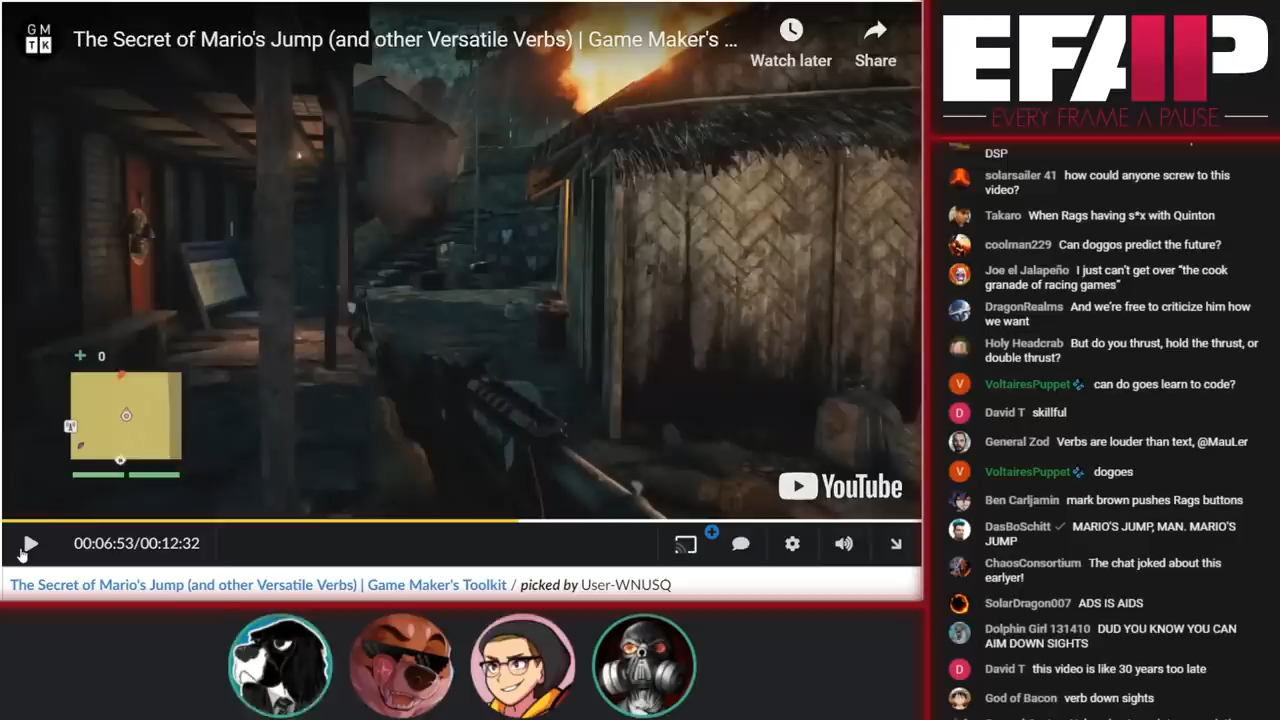 GM
TK
The Secret of Mario's Jump (and other Versatile Verbs) | Game Maker's ...
Watch later
Share
0
YouTube
00:06:53/00:12:32
The Secret of Mario's Jump (and other Versatile Verbs) | Game Maker's Toolkit / picked by User-WNUSQ
EFAP
EVERY FRAME A PAUSE
DSP
solarsailer 41 how could anyone screw to this
video?
Takaro When Rags having s*x with Quinton
coolman229 Can doggos predict the future?
Joe el Jalapeño I just can't get over “the cook
granade of racing games”
DragonRealms And we're free to criticize him how
we want
Holy Headcrab But do you thrust, hold the thrust, or
double thrust?
V VoltairesPuppet can do goes learn to code?
D David T skillful
General Zod Verbs are louder than text, @MauLer
V VoltairesPuppet dogoes
Ben Carljamin mark brown pushes Rags buttons
DasBoSchitt MARIO'S JUMP, MAN. MARIO'S
JUMP
ChaosConsortium The chat joked about this
earlyer!
SolarDragon007 ADS IS AIDS
Dolphin Girl 131410 DUD YOU KNOW YOU CAN
AIM DOWN SIGHTS
D David T this video is like 30 years too late
God of Bacon verb down sights